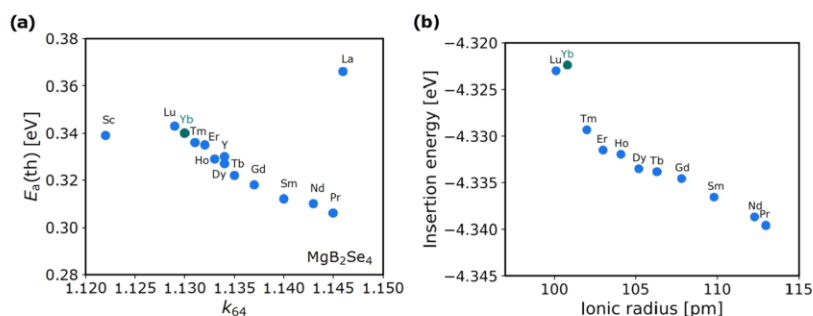 (a)
0.38
0.36
0.34
0.32
0.30
0.28
Eₐ(th) [eV]
La
Sc
Lu
Yb
Tm
Er
Y
Ho
Dy
Tb
Gd
Sm
Nd
Pr
MgB₂Se₄
1.120 1.125 1.130 1.135 1.140 1.145 1.150
k₆₄
(b)
−4.320
−4.325
−4.330
−4.335
−4.340
−4.345
Insertion energy [eV]
Lu
Yb
Tm
Er
Ho
Dy
Tb
Gd
Sm
Nd
Pr
100 105 110 115
Ionic radius [pm]